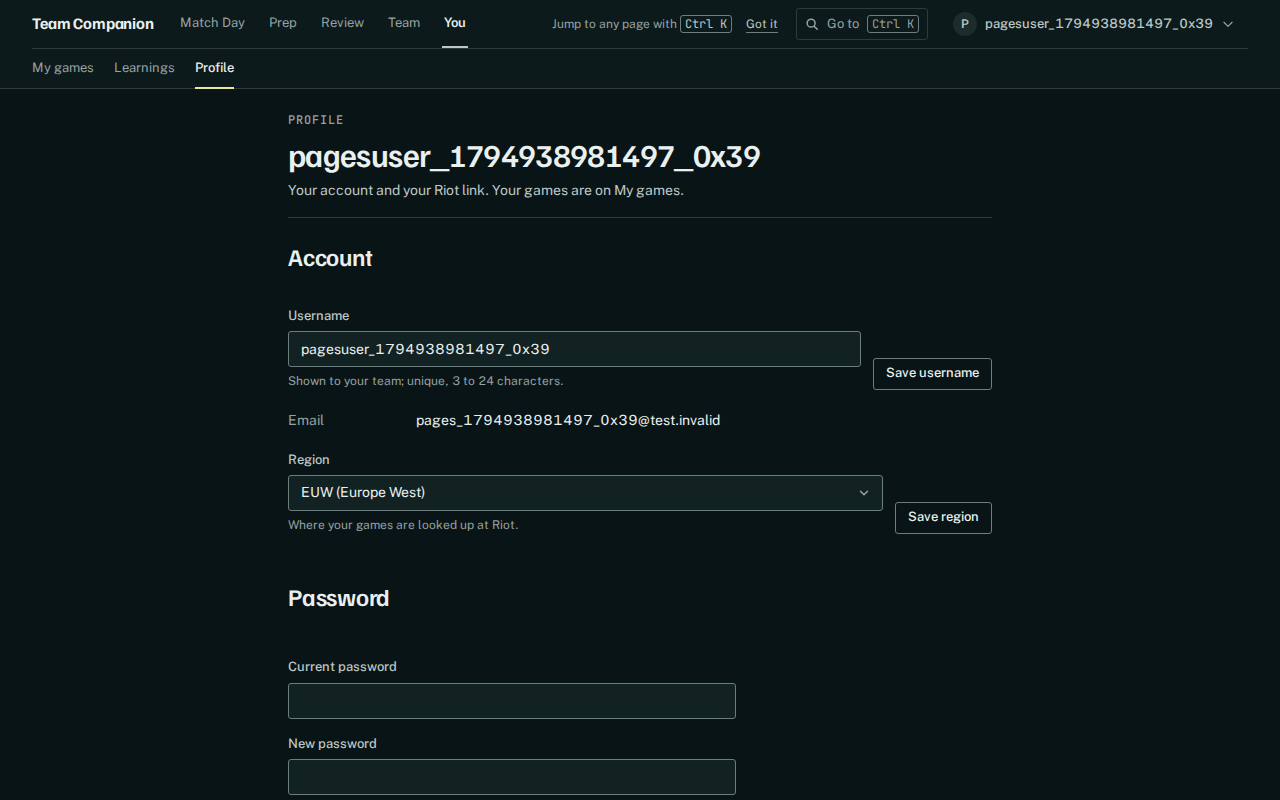 Team Companion Match Day Prep Review Team You Jump to any page with Ctrl K Got it Go to Ctrl K P pagesuser_1794938981497_0x39
My games Learnings Profile
PROFILE
pagesuser_1794938981497_0x39
Your account and your Riot link. Your games are on My games.
Account
Username
pagesuser_1794938981497_0x39
Shown to your team; unique, 3 to 24 characters.
Save username
Email pages_1794938981497_0x39@test.invalid
Region
EUW (Europe West)
Where your games are looked up at Riot.
Save region
Password
Current password
New password